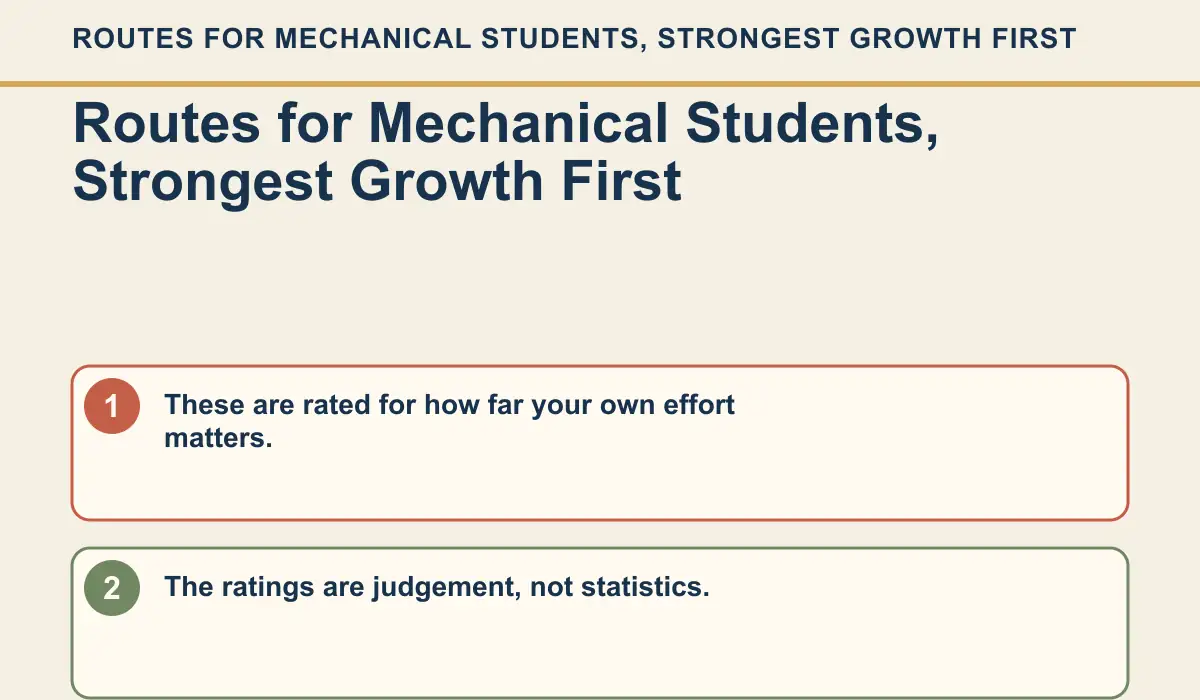 ROUTES FOR MECHANICAL STUDENTS, STRONGEST GROWTH FIRST
Routes for Mechanical Students,
Strongest Growth First
1
These are rated for how far your own effort
matters.
2
The ratings are judgement, not statistics.